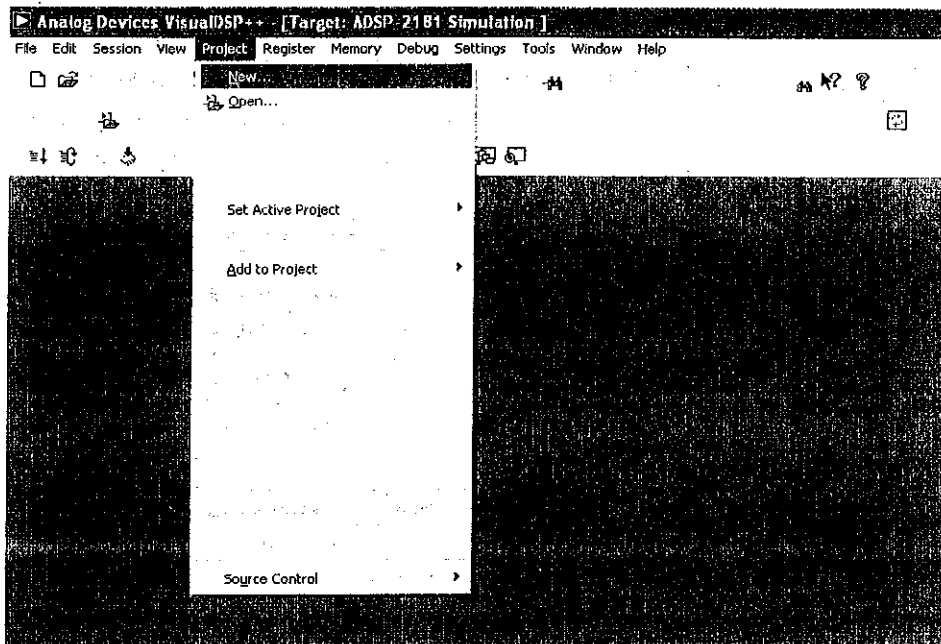 Analog Devices VisualDSP++ - [Target: ADSP-2181 Simulation ]
File Edit Session View Project Register Memory Debug Settings Tools Window Help
New...
Open...
Set Active Project
Add to Project
Source Control